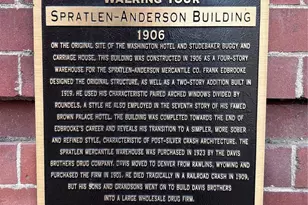 WALKING TOUR
SPRATLEN-ANDERSON BUILDING
1906
ON THE ORIGINAL SITE OF THE WASHINGTON HOTEL AND STUDEBAKER BUGGY AND
CARRIAGE HOUSE, THIS BUILDING WAS CONSTRUCTED IN 1906 AS A FOUR-STORY
WAREHOUSE FOR THE SPRATLEN-ANDERSON MERCANTILE CO. FRANK EDBROOKE
DESIGNED THE ORIGINAL STRUCTURE, AS WELL AS A TWO-STORY ADDITION BUILT IN
1919. HE USED HIS CHARACTERISTIC PAIRED ARCHED WINDOWS DIVIDED BY
ROUNDELS, A STYLE HE ALSO EMPLOYED IN THE SEVENTH STORY OF HIS FAMED
BROWN PALACE HOTEL. THE BUILDING WAS COMPLETED TOWARDS THE END OF
EDBROOKE'S CAREER AND REVEALS HIS TRANSITION TO A SIMPLER, MORE SOBER
AND REFINED STYLE, CHARACTERISTIC OF POST-SILVER CRASH ARCHITECTURE. THE
SPRATLEN MERCANTILE WAREHOUSE WAS PURCHASED IN 1923 BY THE DAVIS
BROTHERS DRUG COMPANY. DAVIS MOVED TO DENVER FROM RAWLINS, WYOMING AND
PURCHASED THE FIRM IN 1905. HE DIED TRAGICALLY IN A RAILROAD CRASH IN 1909,
BUT HIS SONS AND GRANDSONS WENT ON TO BUILD DAVIS BROTHERS
INTO A LARGE WHOLESALE DRUG FIRM.